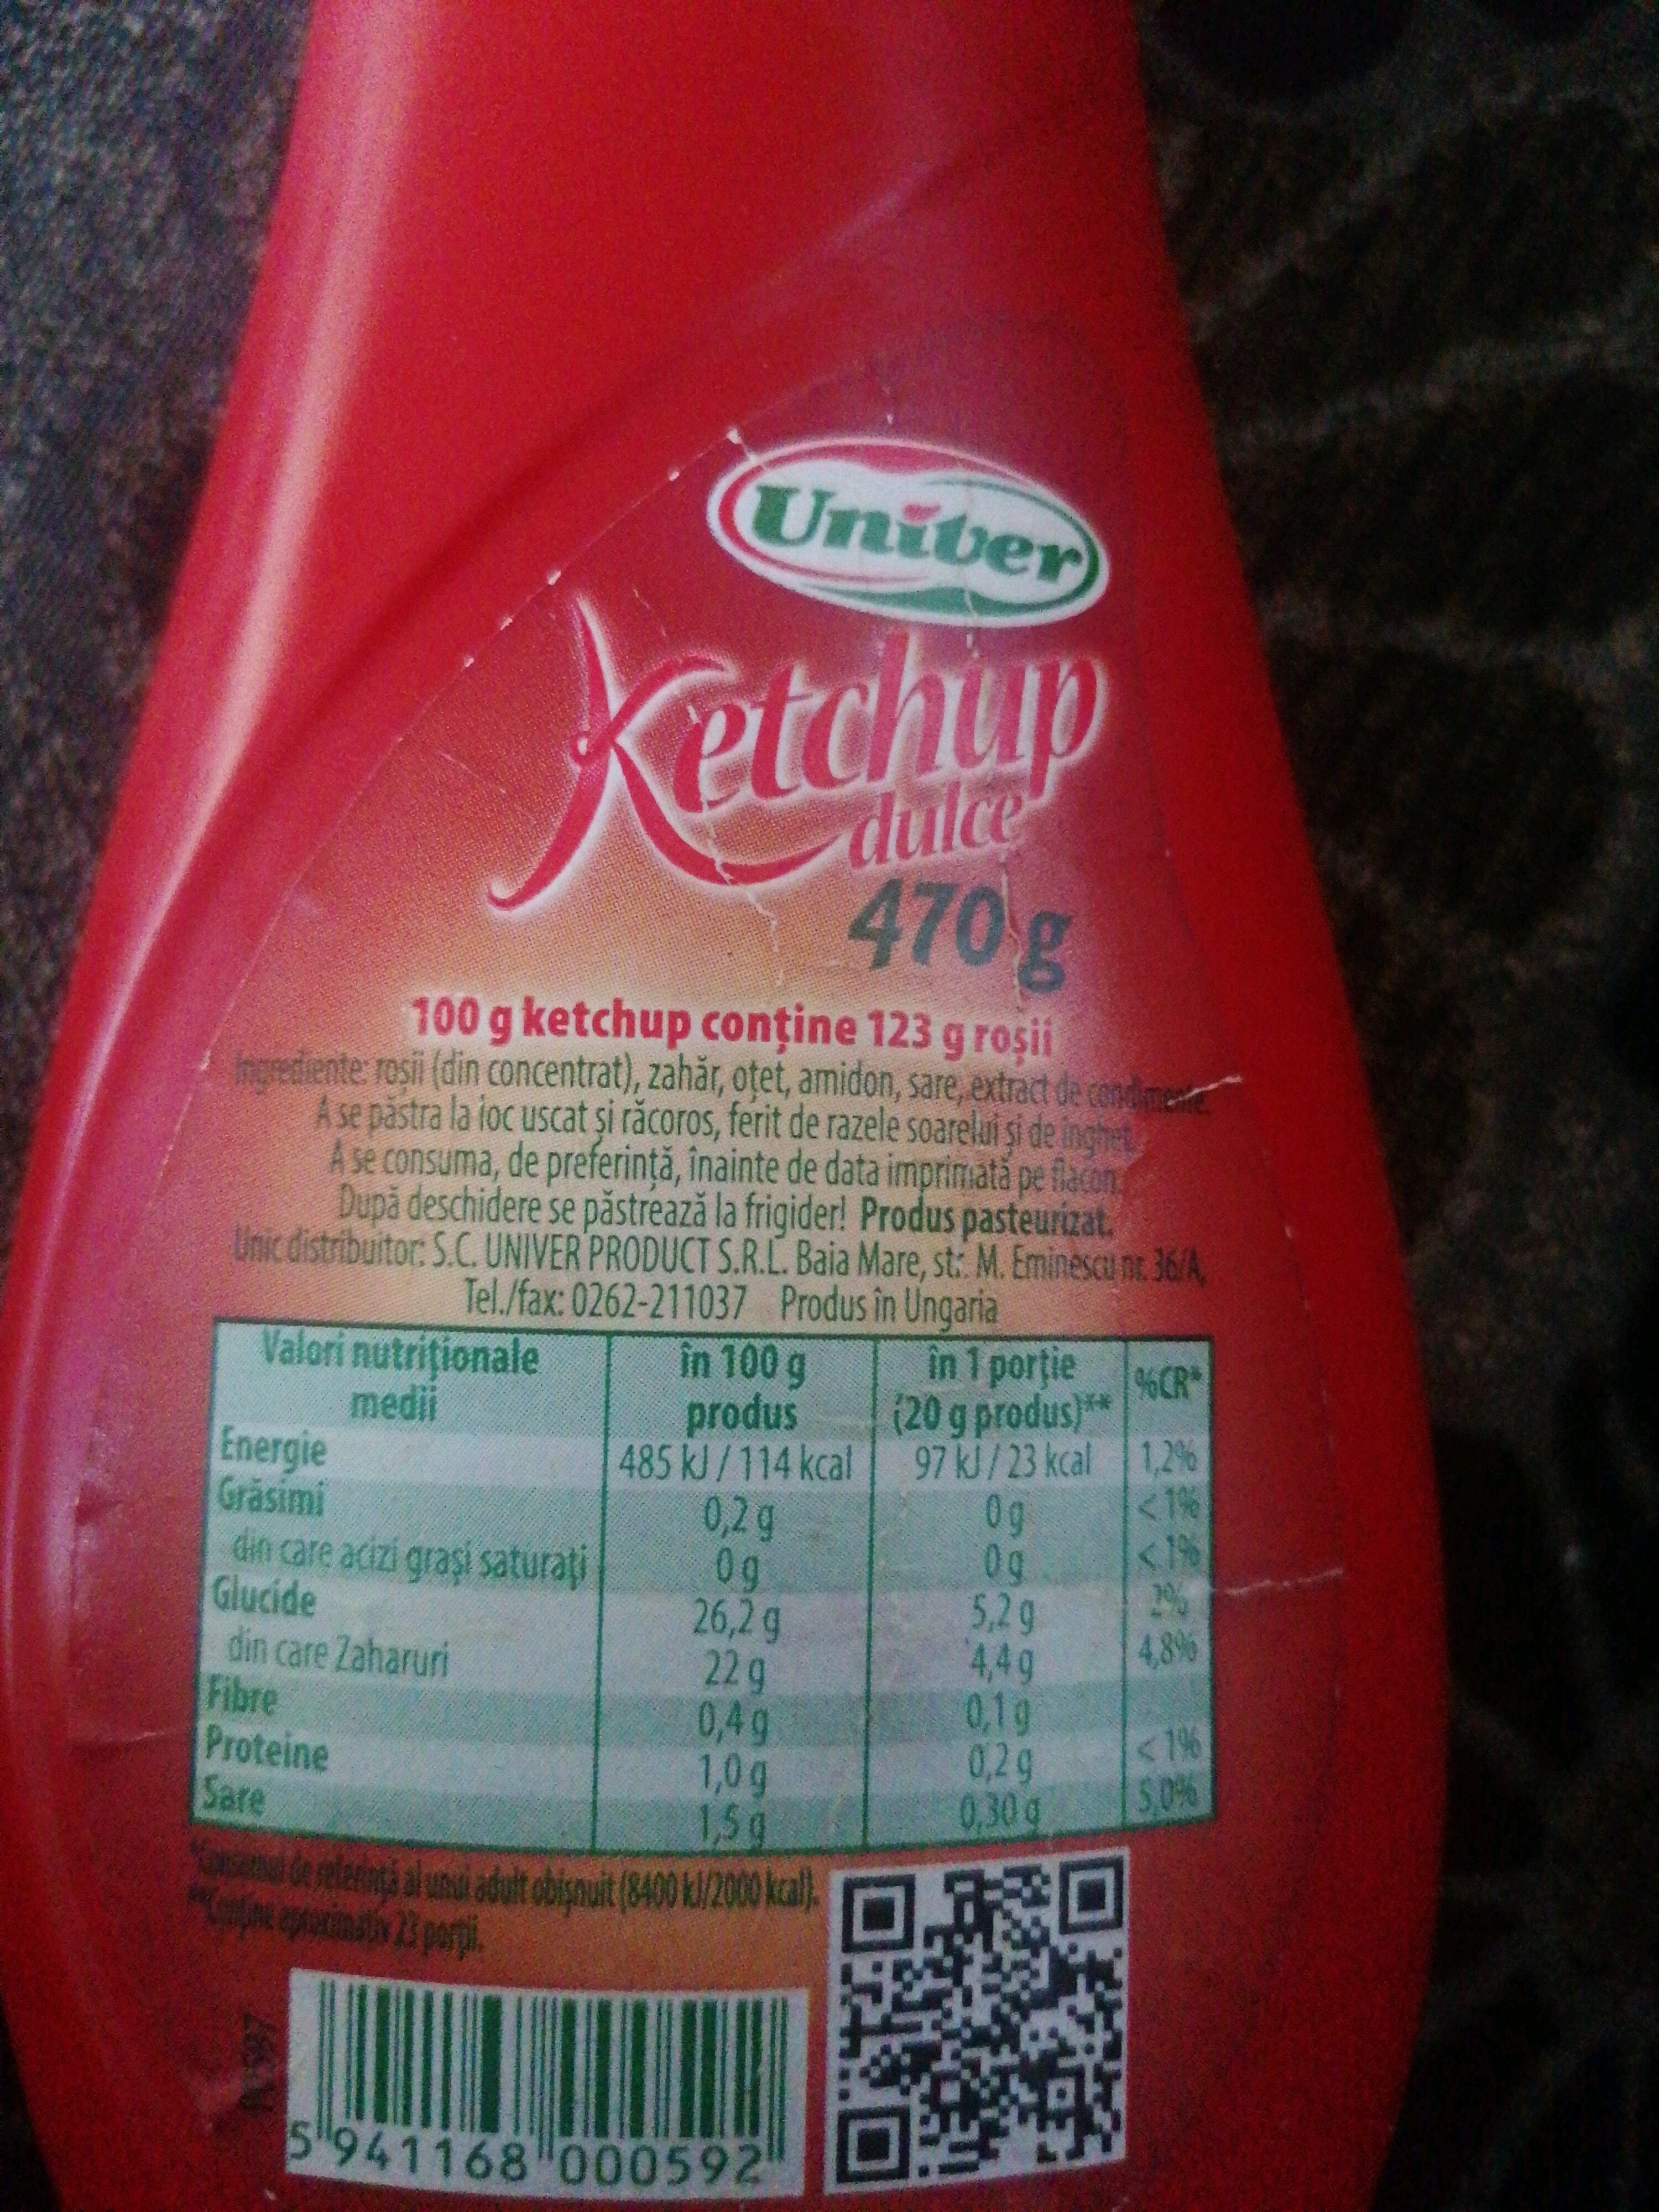 Univer
Ketchup
dulce
470 g
100 g ketchup conține 123 g roșii
Ingrediente: roșii (din concentrat), zahăr, oțet, amidon, sare, extract de condimente.
A se păstra la loc uscat și răcoros, ferit de razele soarelui și de îngheț.
A se consuma, de preferință, înainte de data imprimată pe flacon.
După deschidere se păstrează la frigider! Produs pasteurizat.
Unic distribuitor: S.C. UNIVER PRODUCT S.R.L. Baia Mare, str. M. Eminescu nr. 36/A,
Tel./fax: 0262-211037 Produs în Ungaria
Valori nutriționale medii în 100 g produs în 1 porție (20 g produs)** %CR*
Energie 485 kJ / 114 kcal 97 kJ / 23 kcal 1,2%
Grăsimi 0,2 g 0 g < 1%
din care acizi grași saturați 0 g 0 g < 1%
Glucide 26,2 g 5,2 g 2%
din care Zaharuri 22 g 4,4 g 4,8%
Fibre 0,4 g 0,1 g
Proteine 1,0 g 0,2 g < 1%
Sare 1,5 g 0,30 g 5,0%
*Consumul de referință al unui adult obișnuit (8400 kJ/2000 kcal).
**Conține aproximativ 23 porții.
5 941168 000592